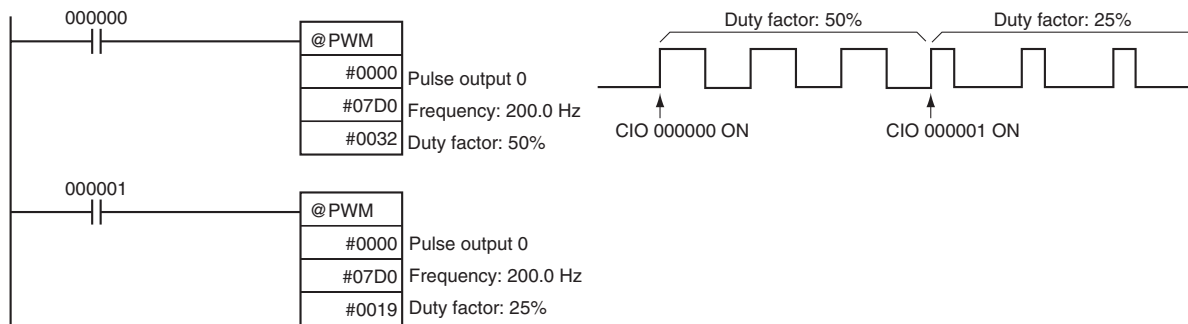 000000
@PWM
#0000 Pulse output 0
#07D0 Frequency: 200.0 Hz
#0032 Duty factor: 50%
Duty factor: 50% Duty factor: 25%
CIO 000000 ON CIO 000001 ON
000001
@PWM
#0000 Pulse output 0
#07D0 Frequency: 200.0 Hz
#0019 Duty factor: 25%